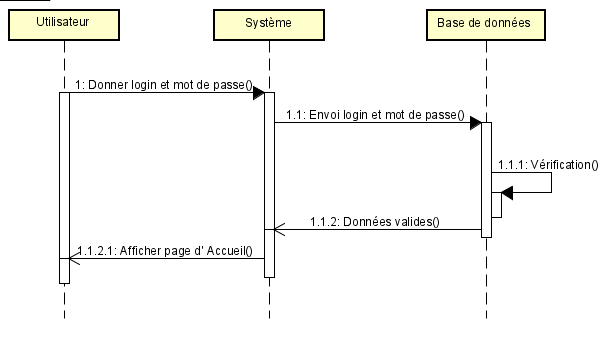 Utilisateur
Système
Base de données
1: Donner login et mot de passe()
1.1: Envoi login et mot de passe()
1.1.1: Vérification()
1.1.2: Données valides()
1.1.2.1: Afficher page d' Accueil()